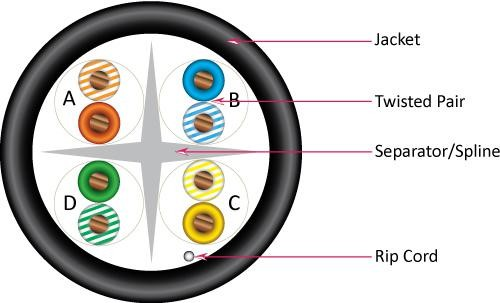 Jacket
A
B
Twisted Pair
Separator/Spline
D
C
Rip Cord